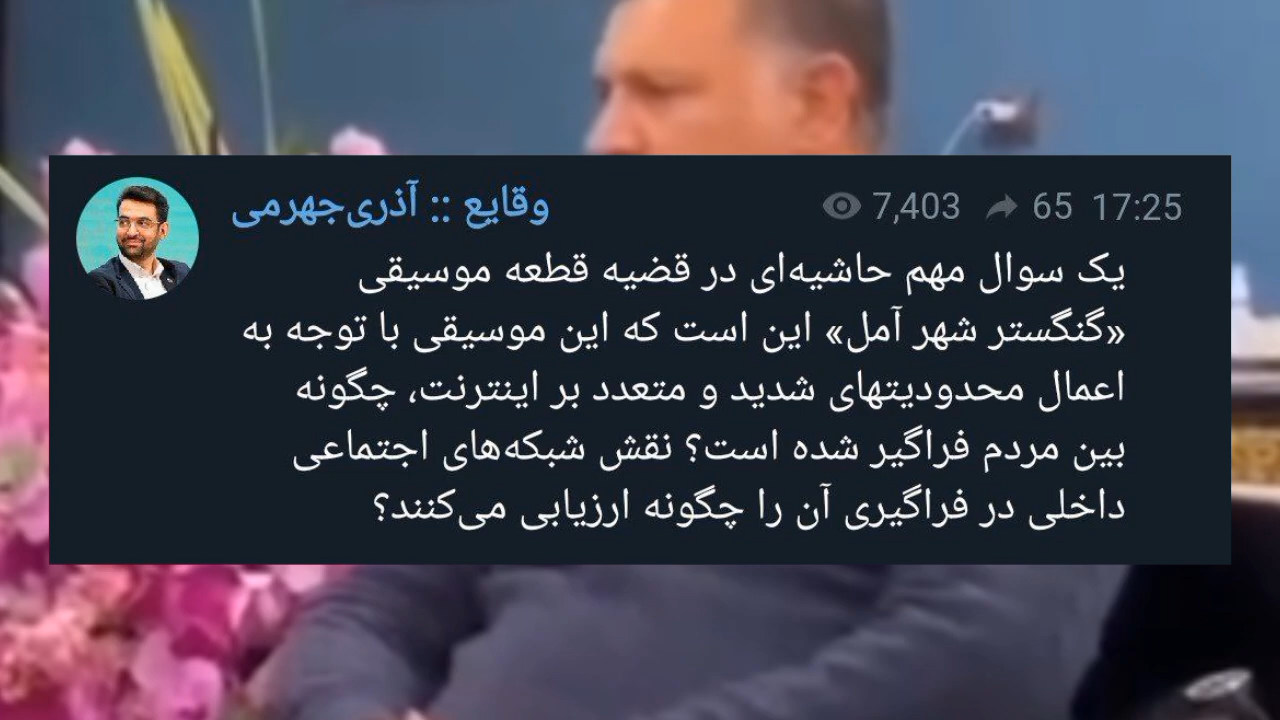 وقایع :: آذری‌جهرمی
7,403 65 17:25
یک سوال مهم حاشیه‌ای در قضیه قطعه موسیقی
«گنگستر شهر آمل» این است که این موسیقی با توجه به
اعمال محدودیتهای شدید و متعدد بر اینترنت، چگونه
بین مردم فراگیر شده است؟ نقش شبکه‌های اجتماعی
داخلی در فراگیری آن را چگونه ارزیابی می‌کنند؟